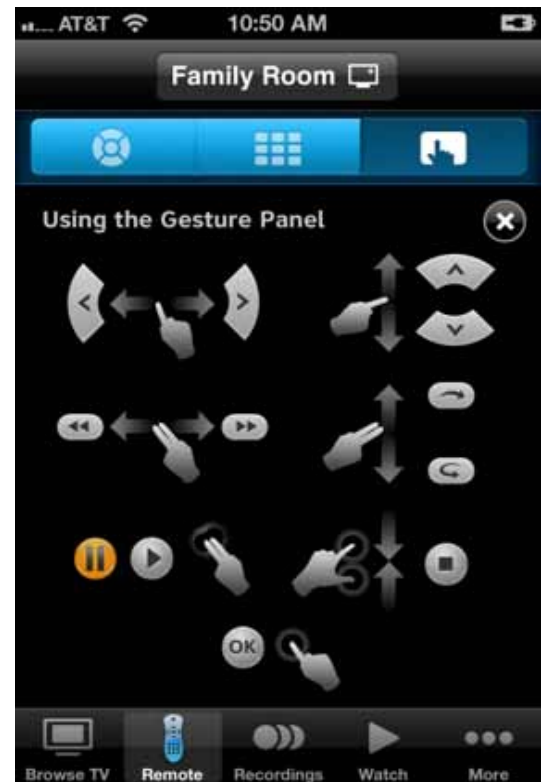 AT&T 10:50 AM
Family Room
Using the Gesture Panel
OK
Browse TV Remote Recordings Watch More